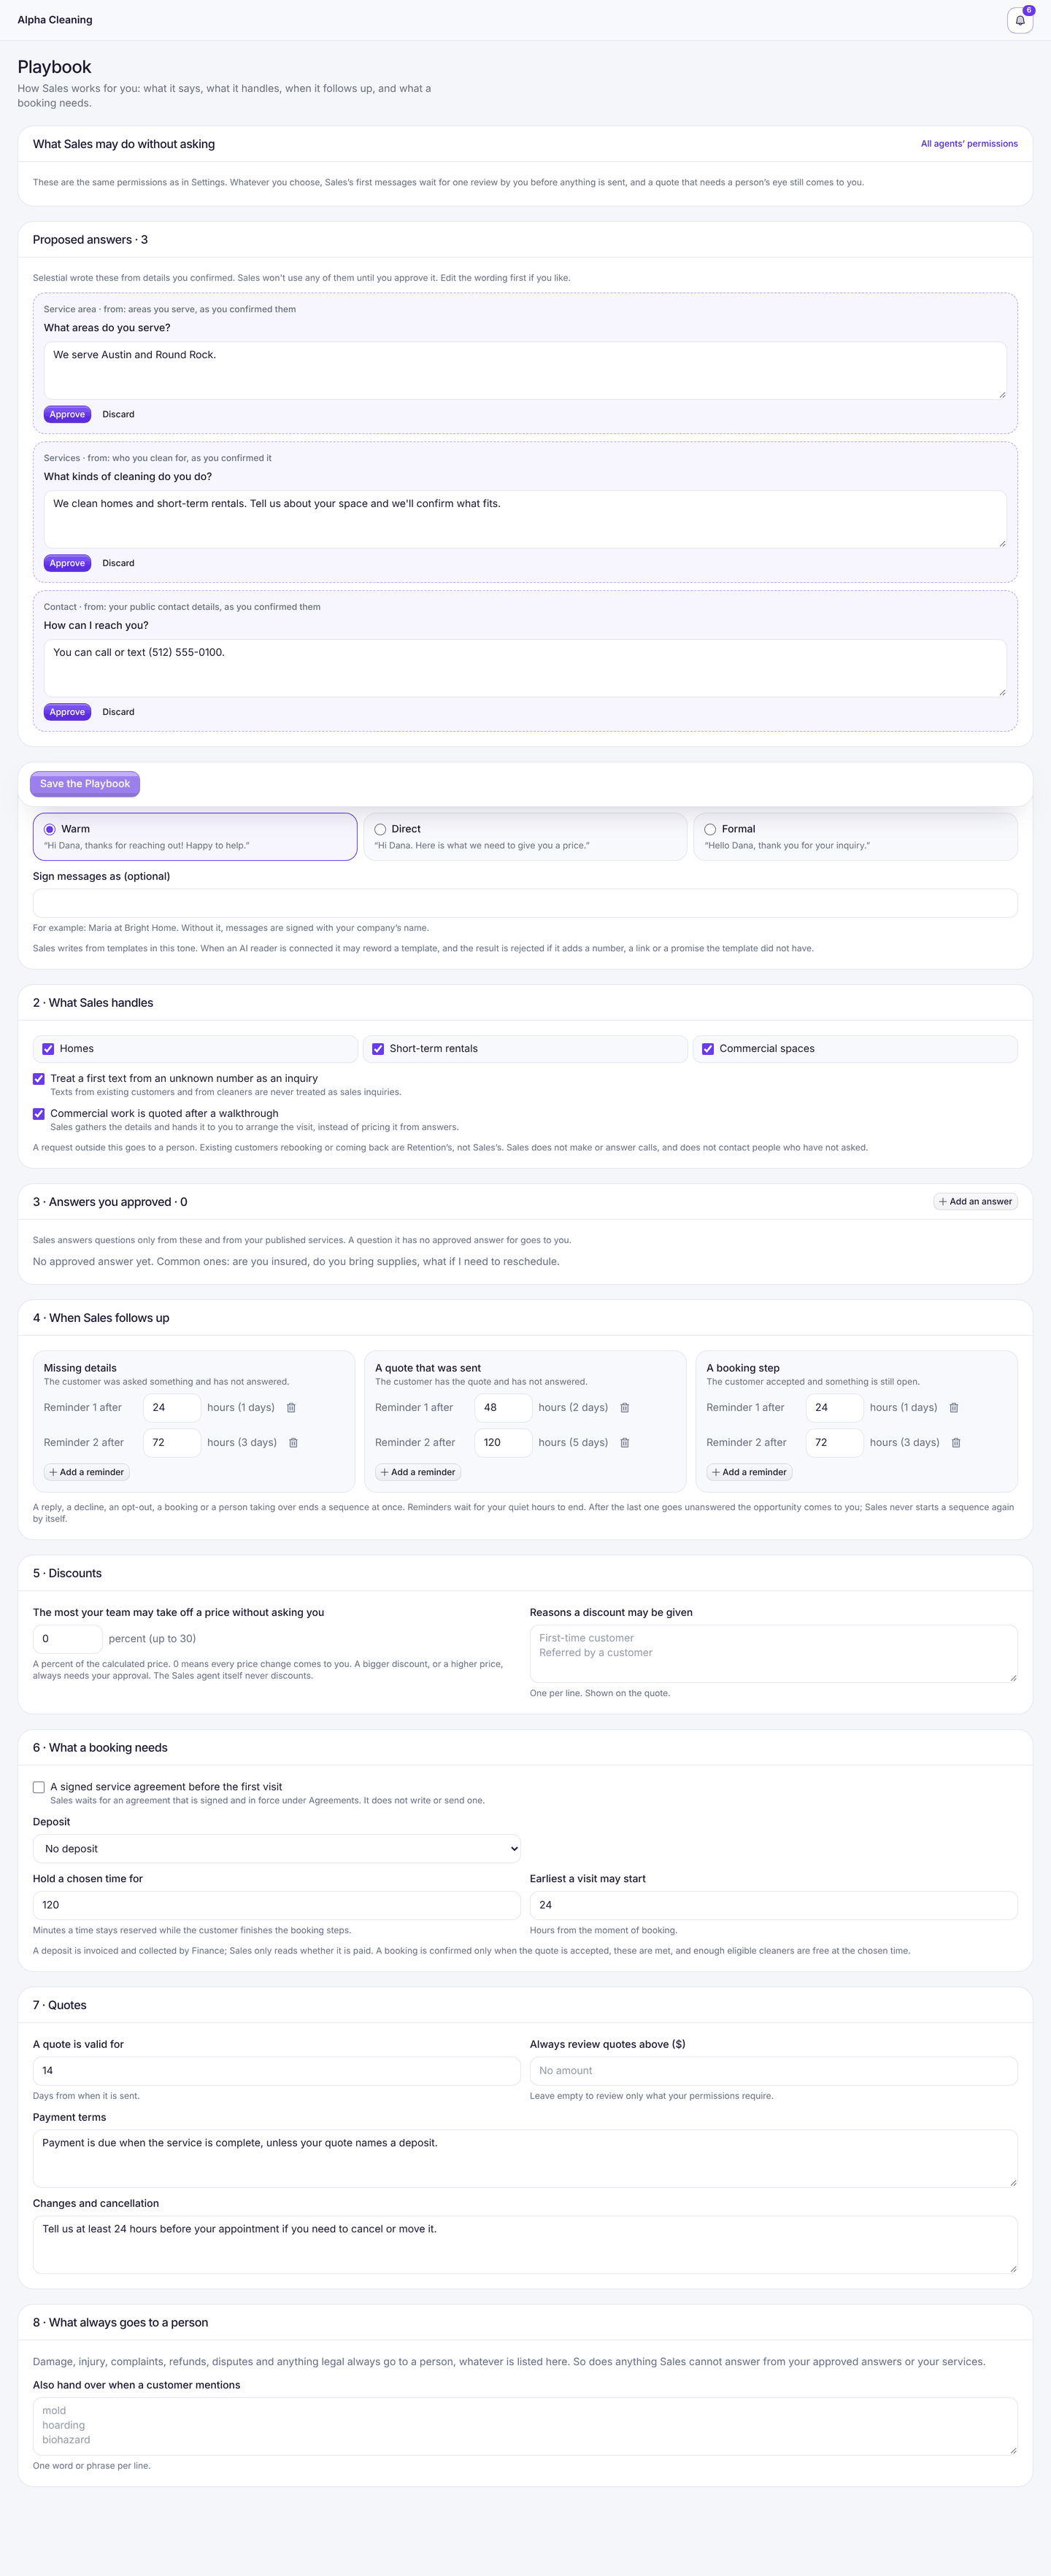 Alpha Cleaning
6
Playbook
How Sales works for you: what it says, what it handles, when it follows up, and what a
booking needs.
What Sales may do without asking
All agents' permissions
These are the same permissions as in Settings. Whatever you choose, Sales's first messages wait for one review by you before anything is sent, and a quote that needs a person's eye still comes to you.
Proposed answers · 3
Selestial wrote these from details you confirmed. Sales won't use any of them until you approve it. Edit the wording first if you like.
Service area · from: areas you serve, as you confirmed them
What areas do you serve?
We serve Austin and Round Rock.
Approve Discard
Services · from: who you clean for, as you confirmed it
What kinds of cleaning do you do?
We clean homes and short-term rentals. Tell us about your space and we'll confirm what fits.
Approve Discard
Contact · from: your public contact details, as you confirmed them
How can I reach you?
You can call or text (512) 555-0100.
Approve Discard
Save the Playbook
Warm
“Hi Dana, thanks for reaching out! Happy to help.”
Direct
“Hi Dana. Here is what we need to give you a price.”
Formal
“Hello Dana, thank you for your inquiry.”
Sign messages as (optional)
For example: Maria at Bright Home. Without it, messages are signed with your company's name.
Sales writes from templates in this tone. When an AI reader is connected it may reword a template, and the result is rejected if it adds a number, a link or a promise the template did not have.
2 · What Sales handles
Homes
Short-term rentals
Commercial spaces
Treat a first text from an unknown number as an inquiry
Texts from existing customers and from cleaners are never treated as sales inquiries.
Commercial work is quoted after a walkthrough
Sales gathers the details and hands it to you to arrange the visit, instead of pricing it from answers.
A request outside this goes to a person. Existing customers rebooking or coming back are Retention's, not Sales's. Sales does not make or answer calls, and does not contact people who have not asked.
3 · Answers you approved · 0
+ Add an answer
Sales answers questions only from these and from your published services. A question it has no approved answer for goes to you.
No approved answer yet. Common ones: are you insured, do you bring supplies, what if I need to reschedule.
4 · When Sales follows up
Missing details
The customer was asked something and has not answered.
Reminder 1 after 24 hours (1 days)
Reminder 2 after 72 hours (3 days)
+ Add a reminder
A quote that was sent
The customer has the quote and has not answered.
Reminder 1 after 48 hours (2 days)
Reminder 2 after 120 hours (5 days)
+ Add a reminder
A booking step
The customer accepted and something is still open.
Reminder 1 after 24 hours (1 days)
Reminder 2 after 72 hours (3 days)
+ Add a reminder
A reply, a decline, an opt-out, a booking or a person taking over ends a sequence at once. Reminders wait for your quiet hours to end. After the last one goes unanswered the opportunity comes to you; Sales never starts a sequence again
by itself.
5 · Discounts
The most your team may take off a price without asking you
0 percent (up to 30)
A percent of the calculated price. 0 means every price change comes to you. A bigger discount, or a higher price,
always needs your approval. The Sales agent itself never discounts.
Reasons a discount may be given
First-time customer
Referred by a customer
One per line. Shown on the quote.
6 · What a booking needs
A signed service agreement before the first visit
Sales waits for an agreement that is signed and in force under Agreements. It does not write or send one.
Deposit
No deposit
Hold a chosen time for
120
Minutes a time stays reserved while the customer finishes the booking steps.
Earliest a visit may start
24
Hours from the moment of booking.
A deposit is invoiced and collected by Finance; Sales only reads whether it is paid. A booking is confirmed only when the quote is accepted, these are met, and enough eligible cleaners are free at the chosen time.
7 · Quotes
A quote is valid for
14
Days from when it is sent.
Always review quotes above ($)
No amount
Leave empty to review only what your permissions require.
Payment terms
Payment is due when the service is complete, unless your quote names a deposit.
Changes and cancellation
Tell us at least 24 hours before your appointment if you need to cancel or move it.
8 · What always goes to a person
Damage, injury, complaints, refunds, disputes and anything legal always go to a person, whatever is listed here. So does anything Sales cannot answer from your approved answers or your services.
Also hand over when a customer mentions
mold
hoarding
biohazard
One word or phrase per line.